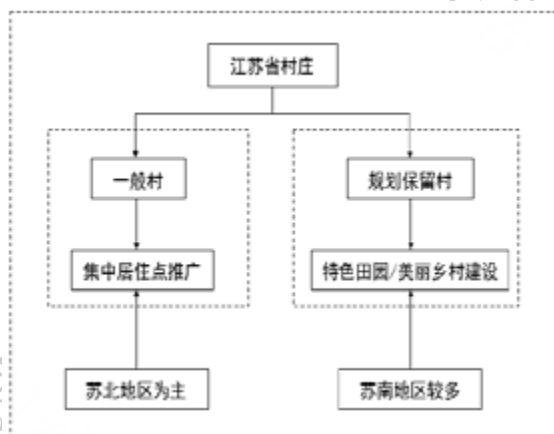 江苏省村庄
一般村
规划保留村
集中居住点推广
特色田园/美丽乡村建设
苏北地区为主
苏南地区较多